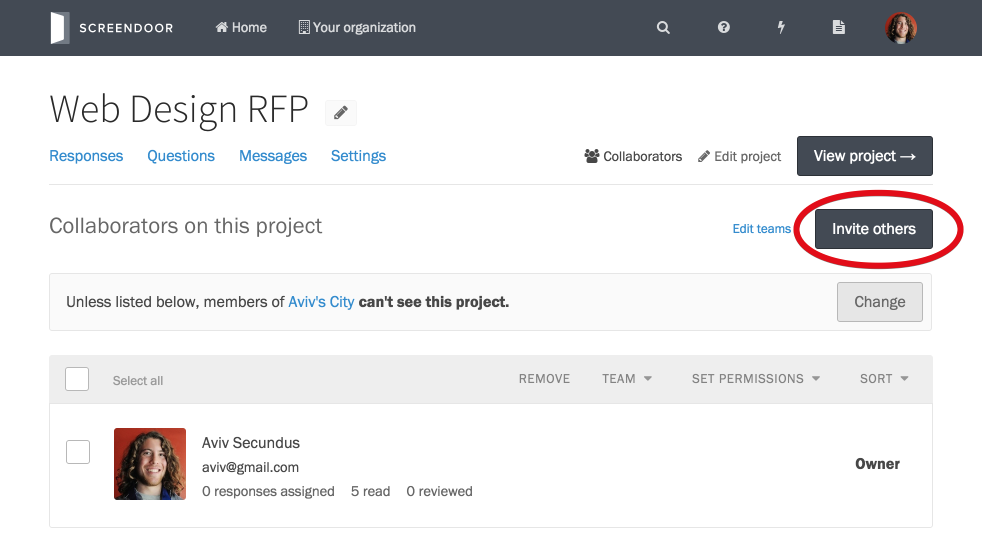 SCREENDOOR Home Your organization
Web Design RFP
Responses Questions Messages Settings Collaborators Edit project View project →
Collaborators on this project Edit teams Invite others
Unless listed below, members of Aviv's City can't see this project. Change
Select all REMOVE TEAM SET PERMISSIONS SORT
Aviv Secundus
aviv@gmail.com
Owner
0 responses assigned 5 read 0 reviewed